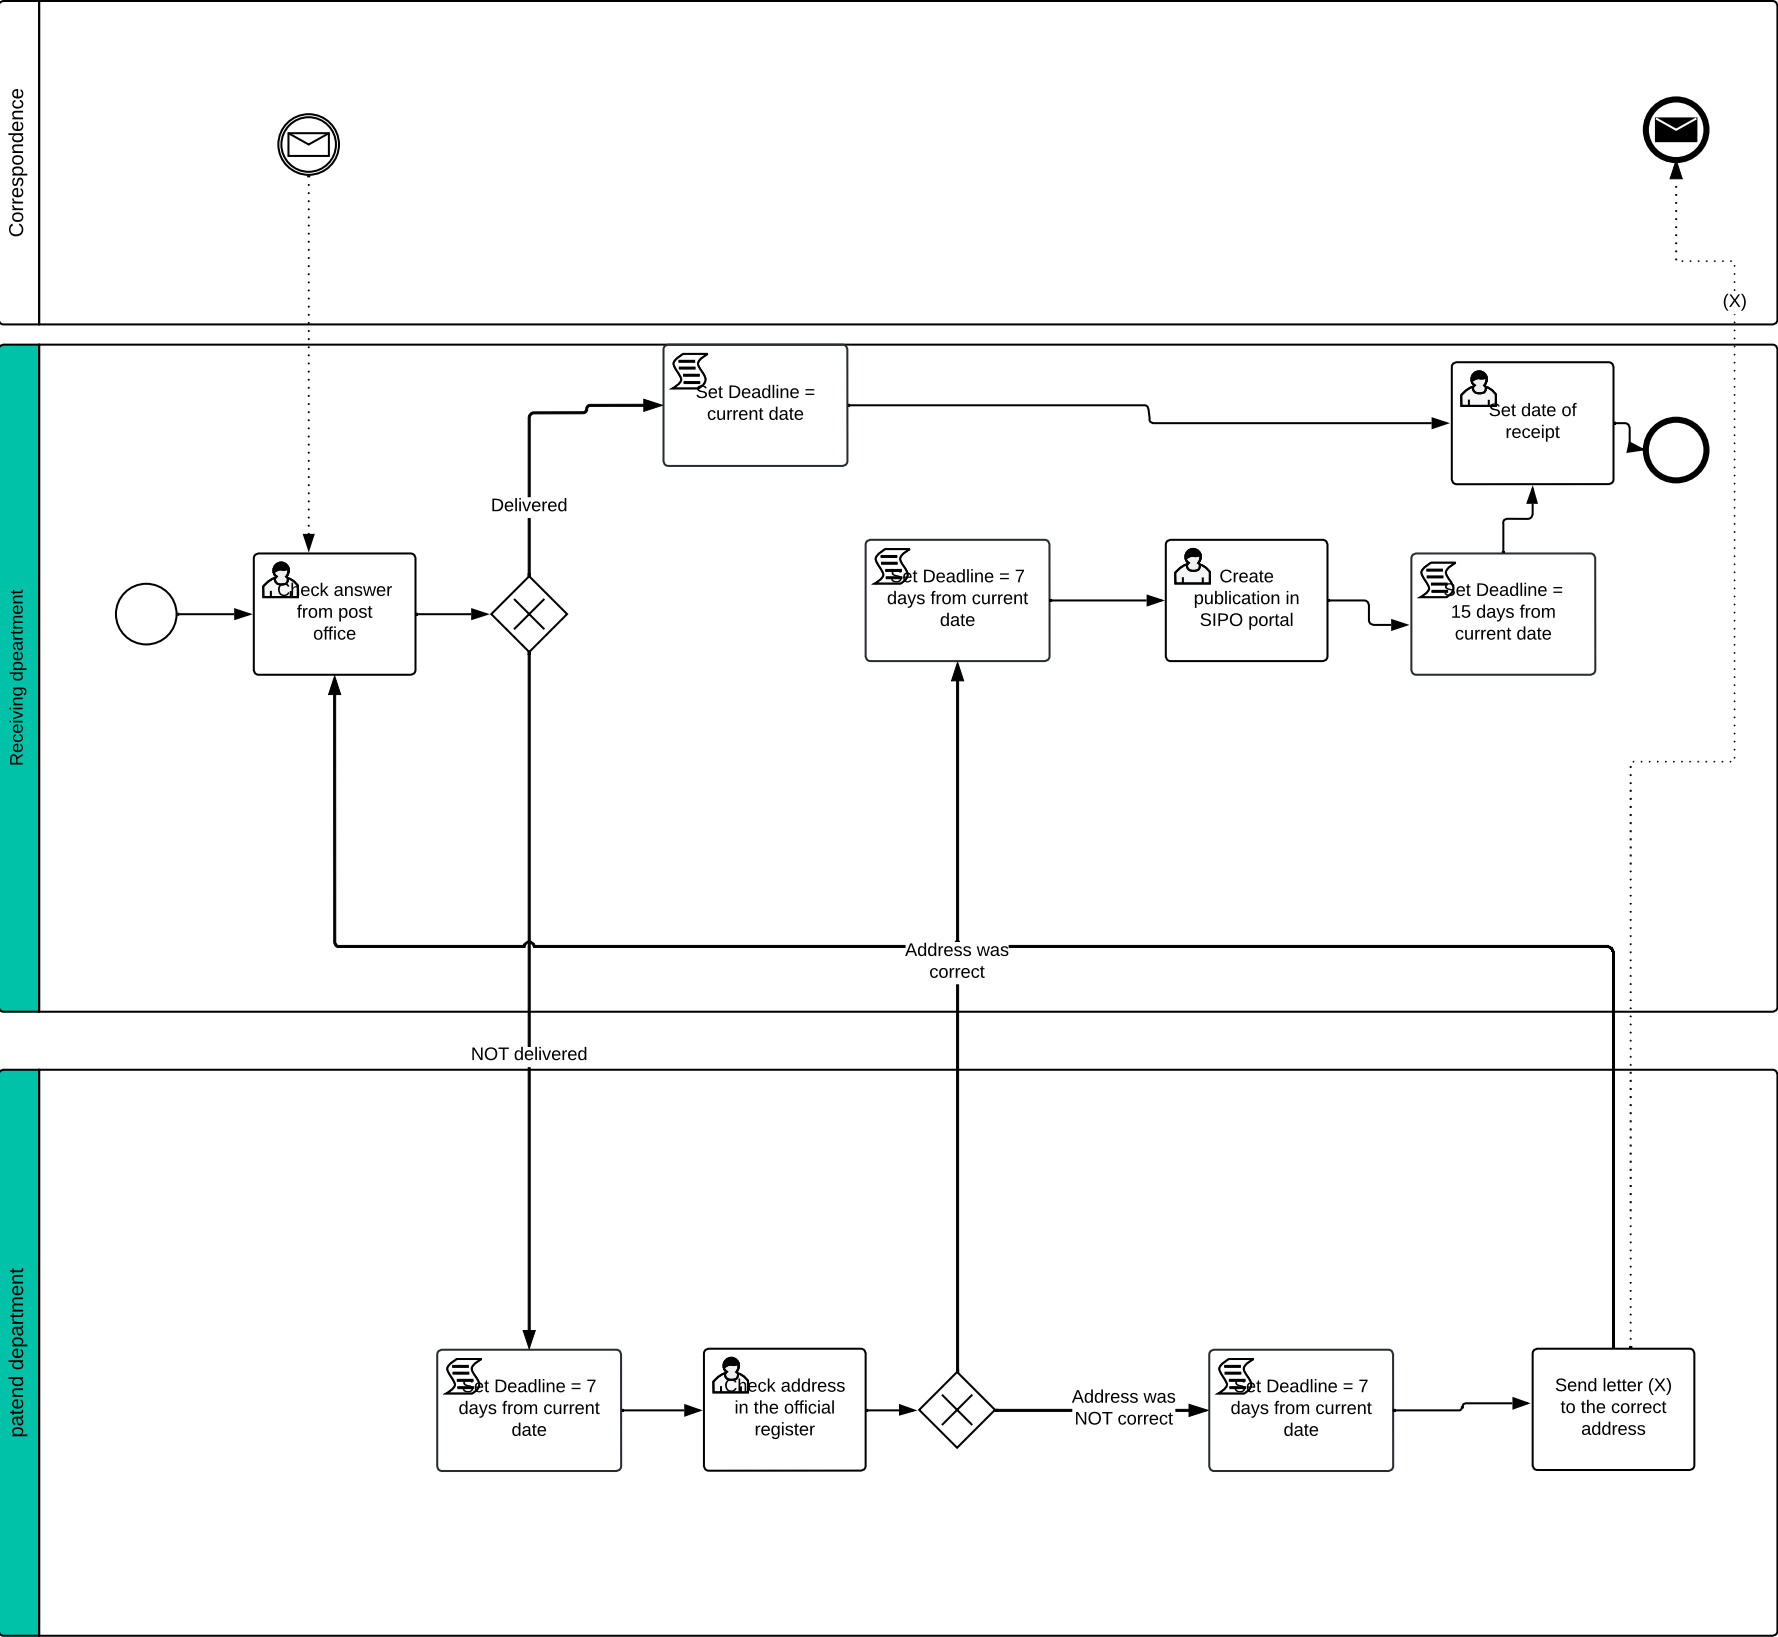 Correspondence
(X)
Receiving dpeartment
Set Deadline =
current date
Set date of
receipt
Delivered
Check answer
from post
office
Set Deadline = 7
days from current
date
Create
publication in
SIPO portal
Set Deadline =
15 days from
current date
Address was
correct
NOT delivered
patend department
Set Deadline = 7
days from current
date
Check address
in the official
register
Address was
NOT correct
Set Deadline = 7
days from current
date
Send letter (X)
to the correct
address